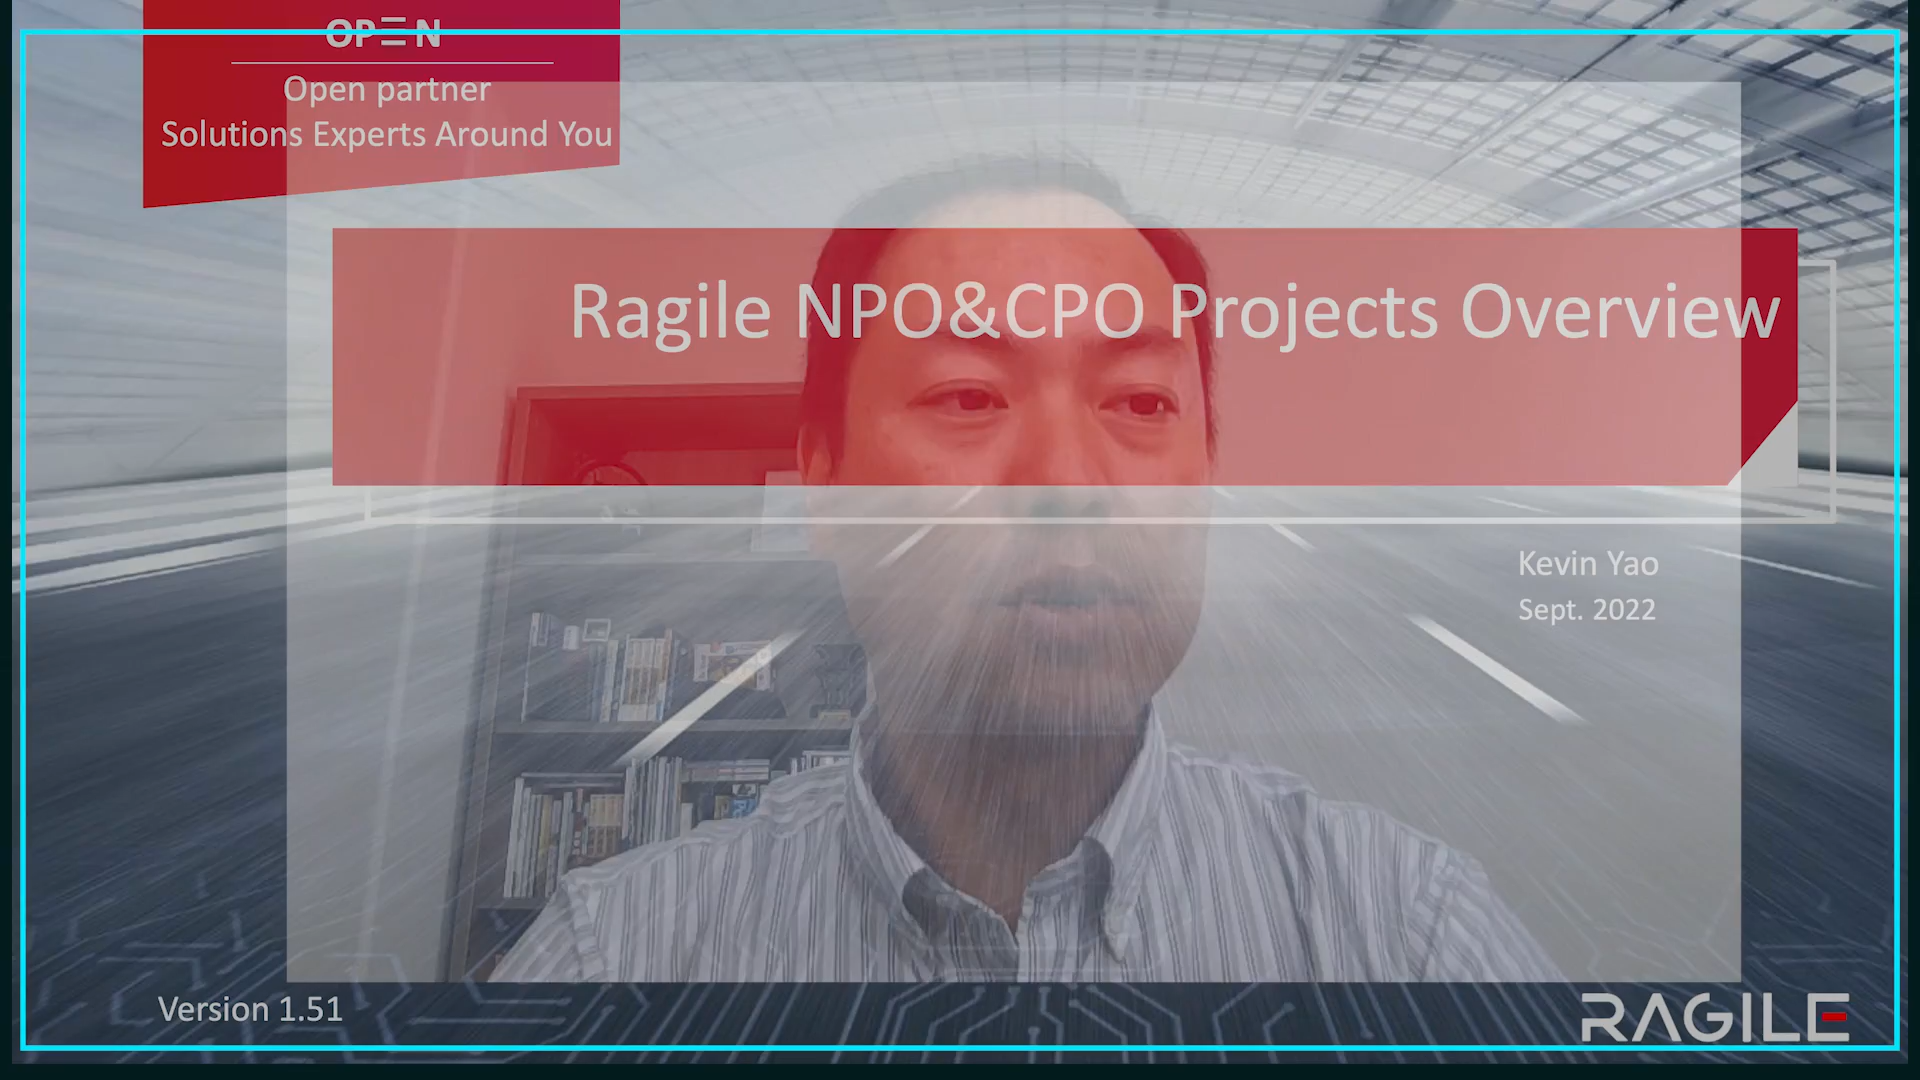 OPEN
Open partner
Solutions Experts Around You
Ragile NPO&CPO Projects Overview
Kevin Yao
Sept. 2022
Version 1.51
RAGILE